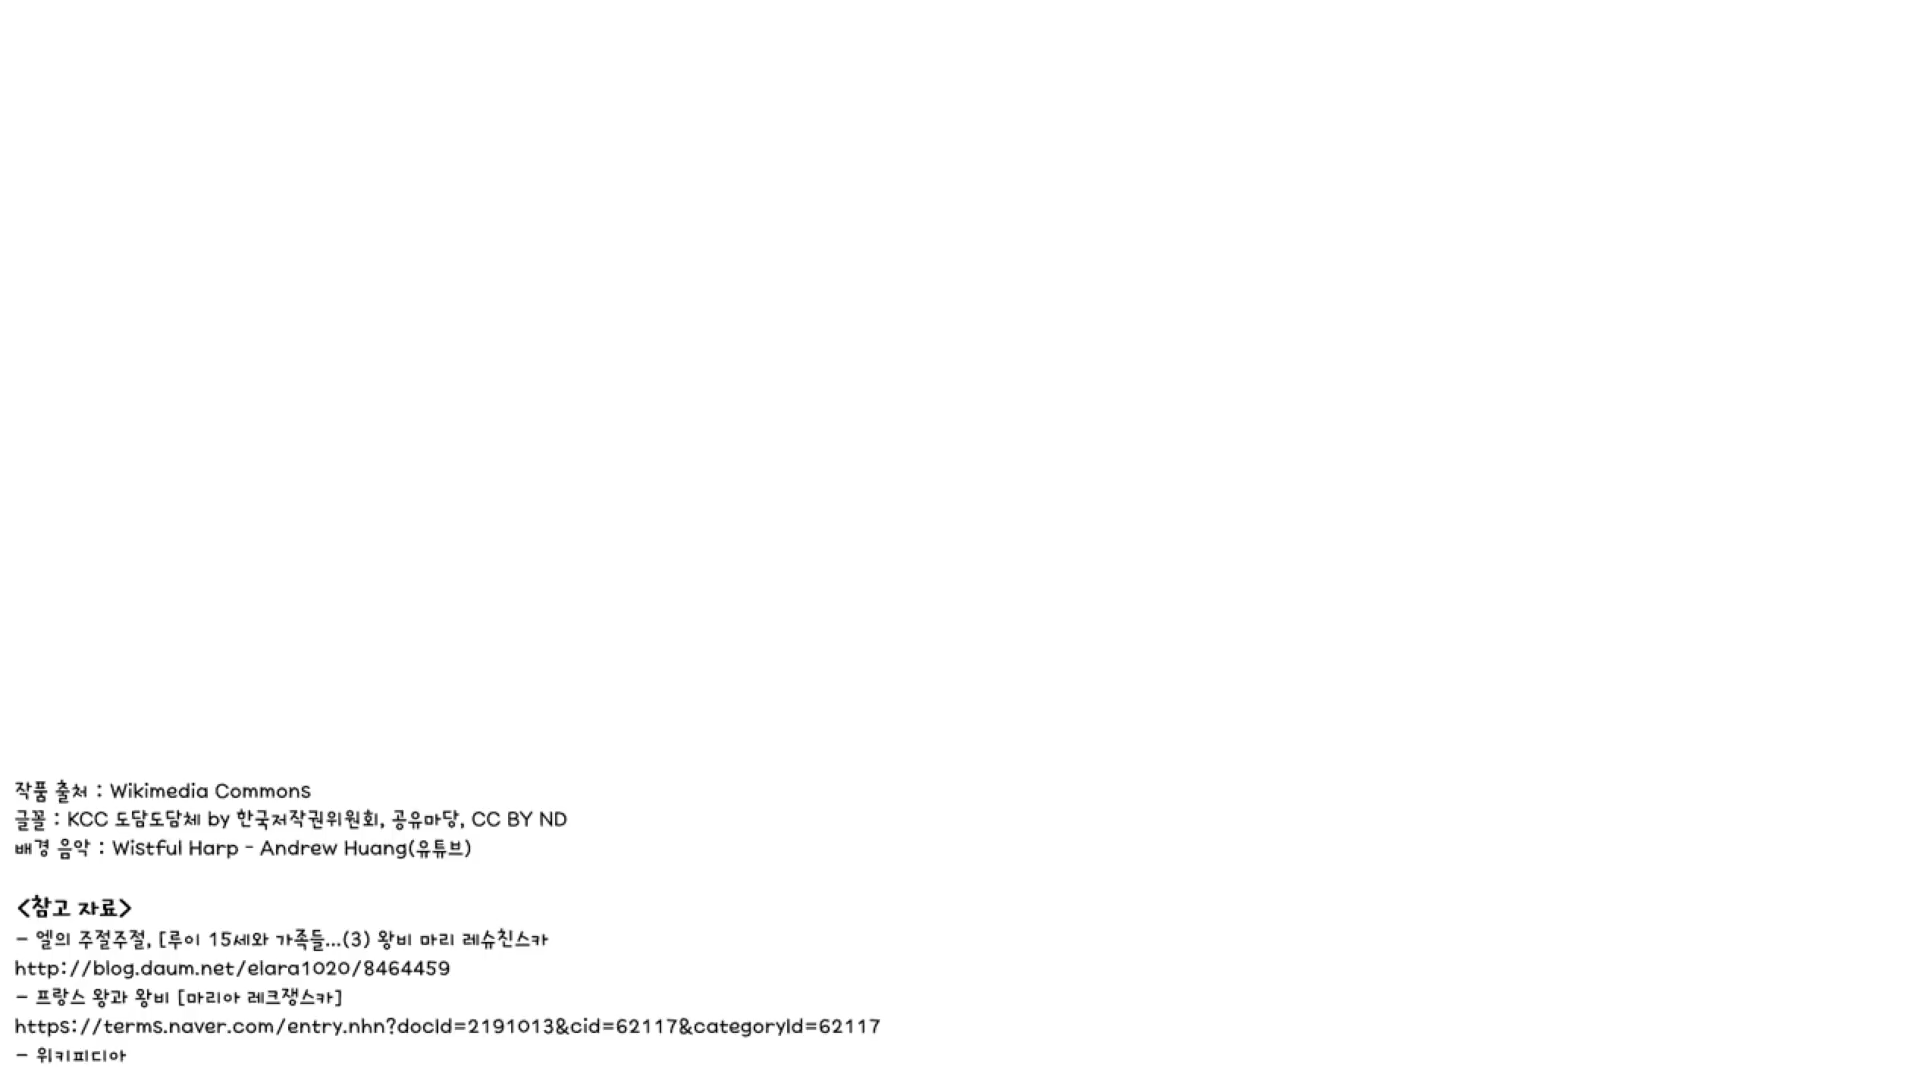 작품 출처 : Wikimedia Commons
글꼴 : KCC 도담도담체 by 한국저작권위원회, 공유마당, CC BY ND
배경 음악 : Wistful Harp - Andrew Huang(유튜브)
<참고 자료>
- 엘의 주절주절, [루이 15세와 가족들...(3) 왕비 마리 레슈친스카
http://blog.daum.net/elara1020/8464459
- 프랑스 왕과 왕비 [마리아 레크쟁스카]
https://terms.naver.com/entry.nhn?docId=2191013&cid=62117&categoryId=62117
- 위키피디아